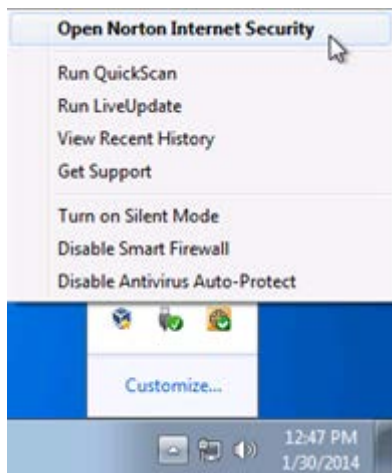 Open Norton Internet Security
Run QuickScan
Run LiveUpdate
View Recent History
Get Support
Turn on Silent Mode
Disable Smart Firewall
Disable Antivirus Auto-Protect
Customize...
12:47 PM
1/30/2014